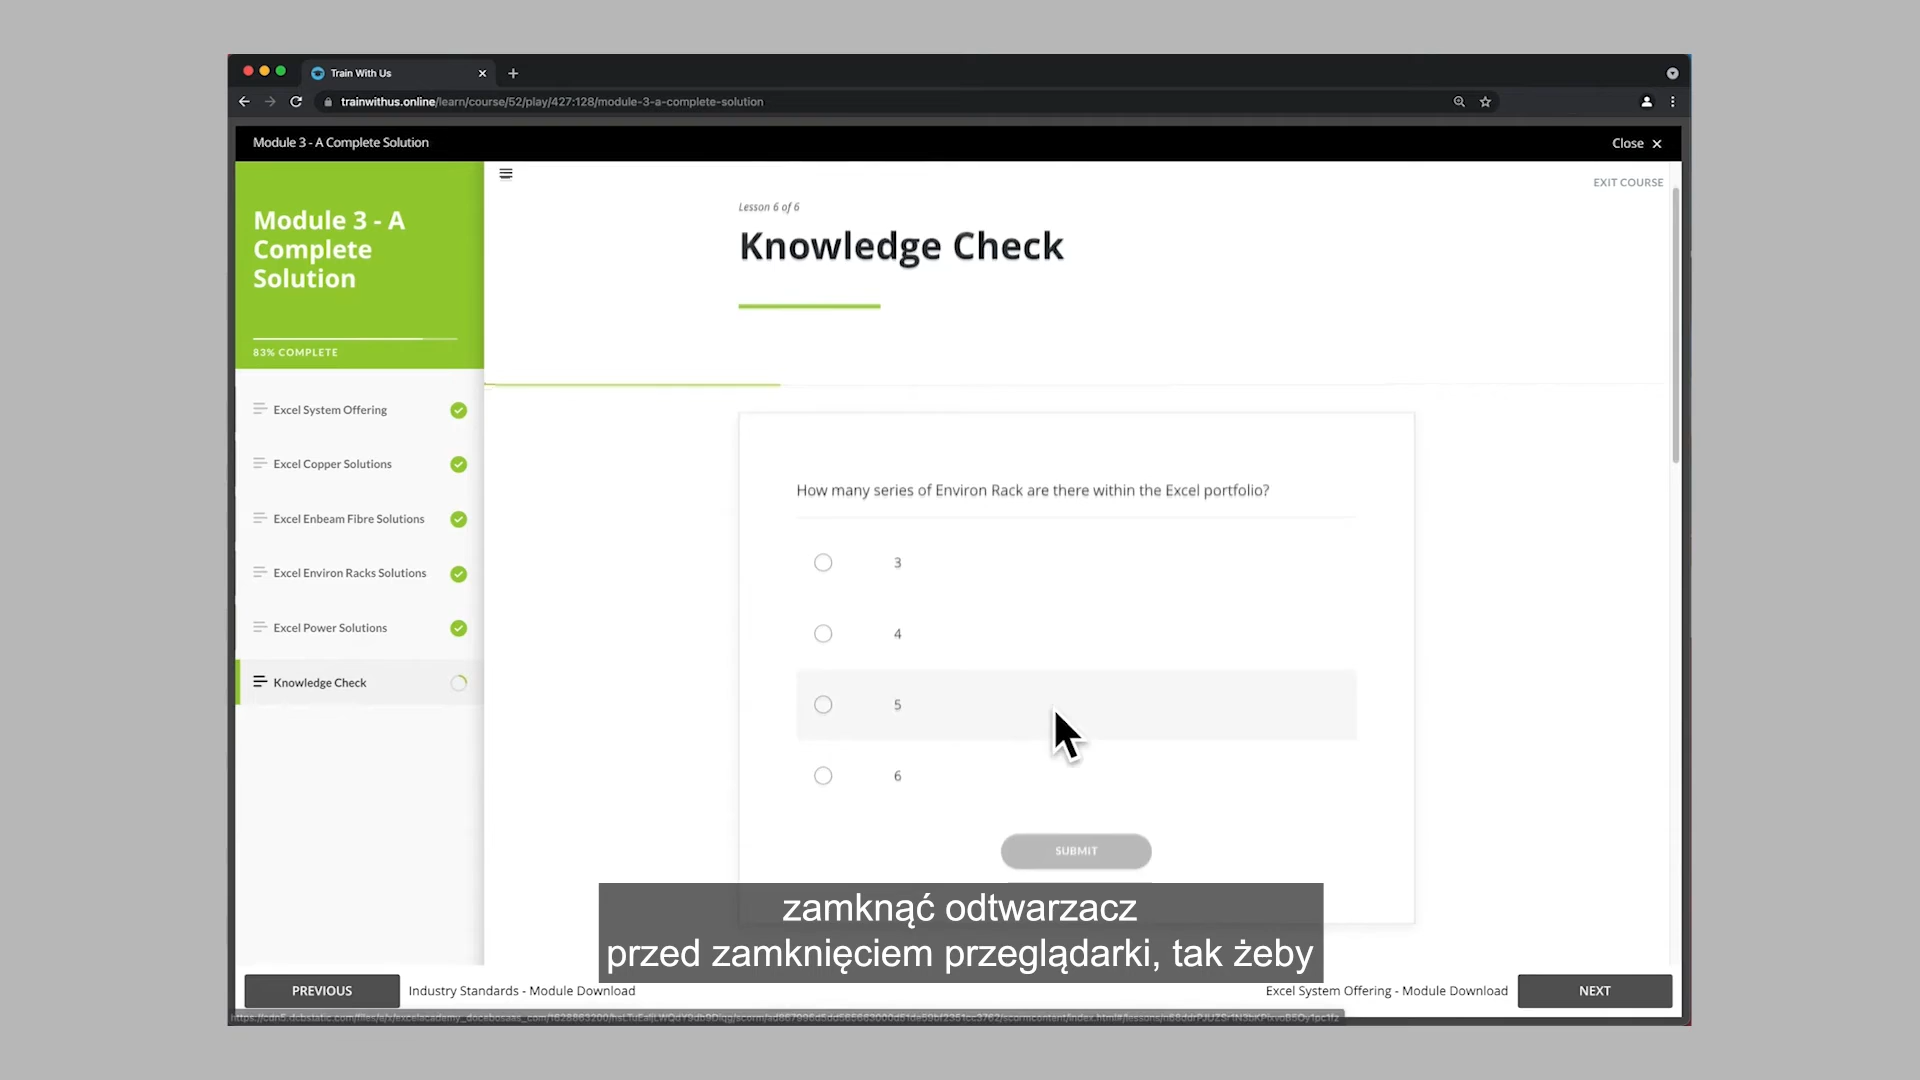 Train With Us
trainwithus.online/learn/course/52/play/427:128/module-3-a-complete-solution
Module 3 - A Complete Solution
Close
EXIT COURSE
Module 3 - A
Complete
Solution
83% COMPLETE
Excel System Offering
Excel Copper Solutions
Excel Enbeam Fibre Solutions
Excel Environ Racks Solutions
Excel Power Solutions
Knowledge Check
Lesson 6 of 6
Knowledge Check
How many series of Environ Rack are there within the Excel portfolio?
3
4
5
6
SUBMIT
zamknąć odtwarzacz
przed zamknięciem przeglądarki, tak żeby
PREVIOUS
Industry Standards - Module Download
Excel System Offering - Module Download
NEXT